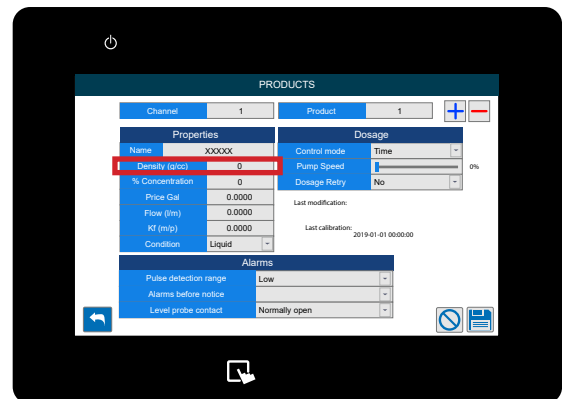 PRODUCTS
Channel 1 Product 1
Properties Dosage
Name XXXXX Control mode Time
Density (g/cc) 0 Pump Speed 0%
% Concentration 0 Dosage Retry No
Price Gal 0.0000 Last modification:
Flow (l/m) 0.0000
Kf (m/p) 0.0000 Last calibration: 2019-01-01 00:00:00
Condition Liquid
Alarms
Pulse detection range Low
Alarms before notice
Level probe contact Normally open